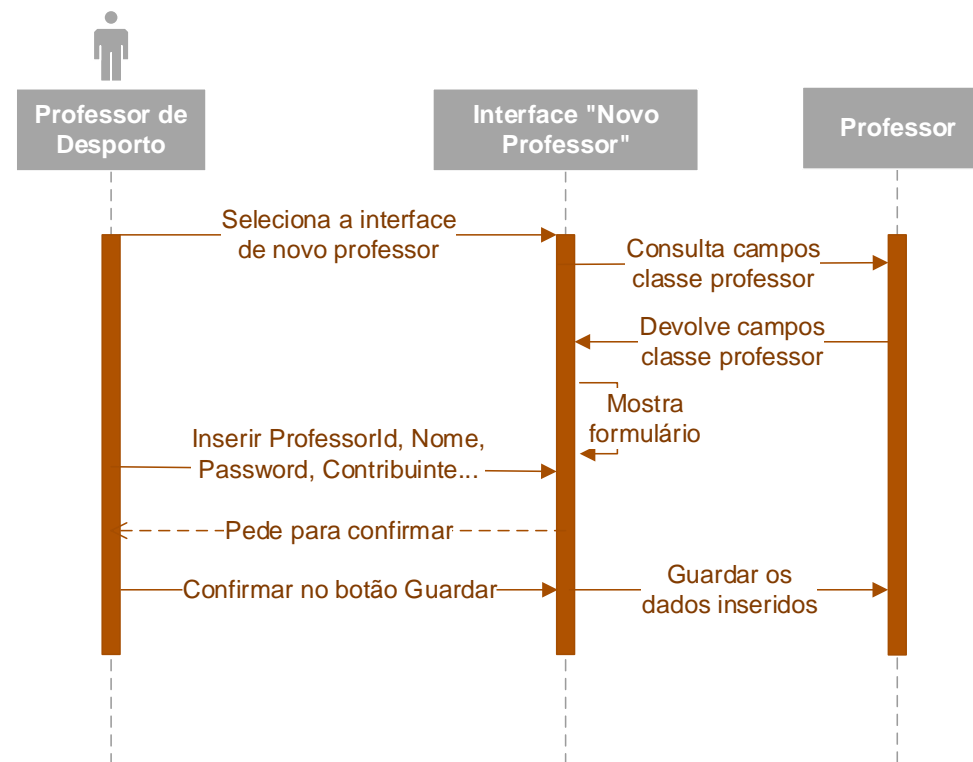 Professor de
Desporto
Interface "Novo
Professor"
Professor
Seleciona a interface
de novo professor
Consulta campos
classe professor
Devolve campos
classe professor
Mostra
formulário
Inserir ProfessorId, Nome,
Password, Contribuinte...
Pede para confirmar
Confirmar no botão Guardar
Guardar os
dados inseridos